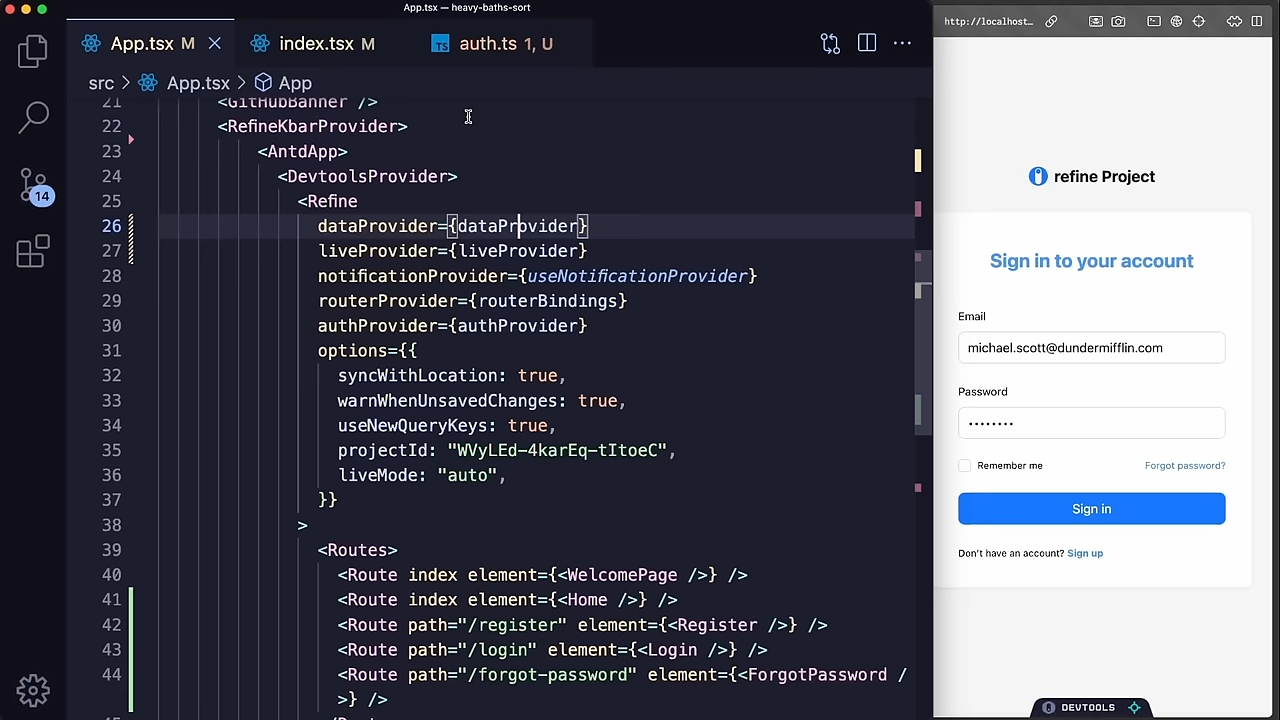 App.tsx — heavy-baths-sort
App.tsx M
index.tsx M
TS auth.ts 1, U
src > App.tsx > App
21 <GitHubBanner />
22 <RefineKbarProvider>
23 <AntdApp>
24 <DevtoolsProvider>
25 <Refine
26 dataProvider={dataProvider}
27 liveProvider={liveProvider}
28 notificationProvider={useNotificationProvider}
29 routerProvider={routerBindings}
30 authProvider={authProvider}
31 options={{
32 syncWithLocation: true,
33 warnWhenUnsavedChanges: true,
34 useNewQueryKeys: true,
35 projectId: "WVyLEd-4karEq-tItoeC",
36 liveMode: "auto",
37 }}
38 >
39 <Routes>
40 <Route index element={<WelcomePage />} />
41 <Route index element={<Home />} />
42 <Route path="/register" element={<Register />} />
43 <Route path="/login" element={<Login />} />
44 <Route path="/forgot-password" element={<ForgotPassword /
>} />
14
http://localhost…
refine Project
Sign in to your account
Email
michael.scott@dundermifflin.com
Password
••••••••
Remember me
Forgot password?
Sign in
Don't have an account? Sign up
DEVTOOLS